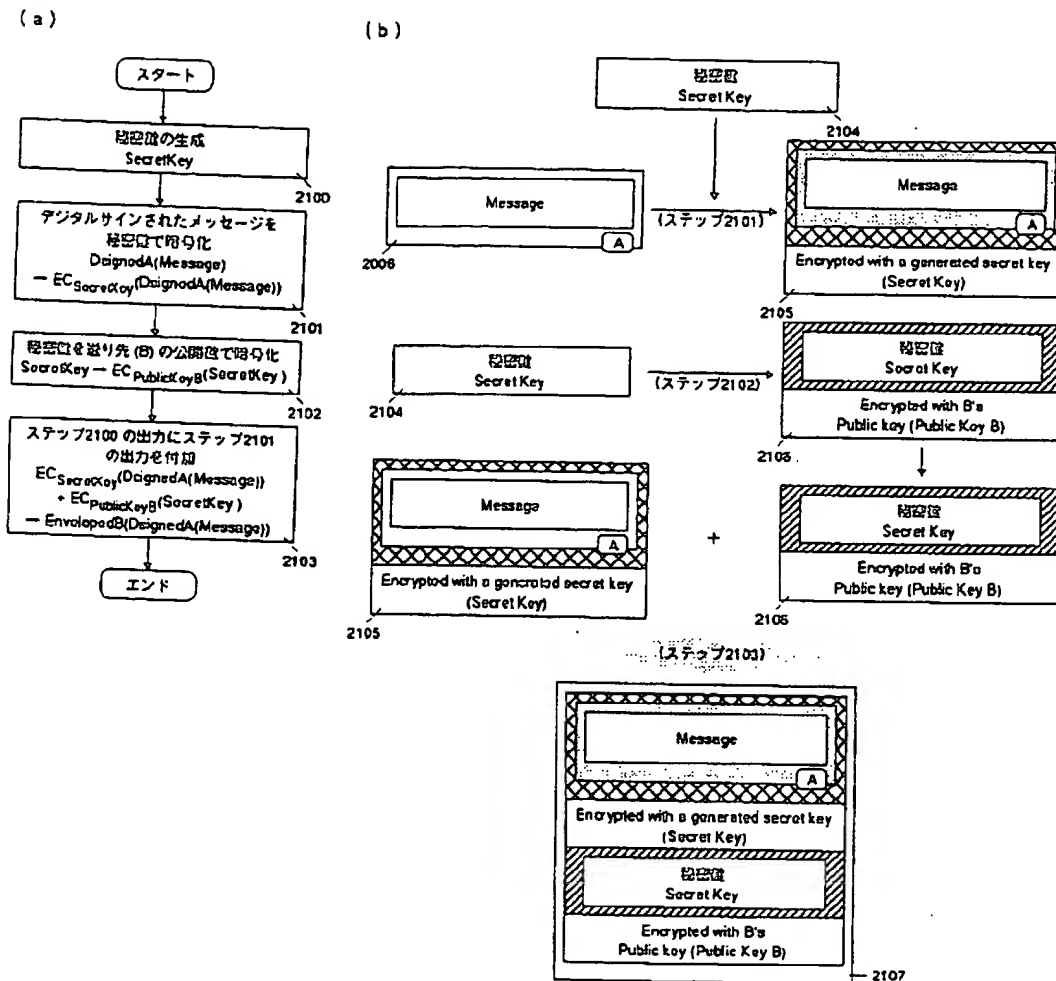 (a)
スタート
秘密鍵の生成
SecretKey
2100
デジタルサインされたメッセージを
秘密鍵で暗号化
DsignedA(Message)
→ EC_SecretKey(DsignedA(Message))
2101
秘密鍵を送り先 (B) の公開鍵で暗号化
SecretKey → EC_PublicKeyB(SecretKey)
2102
ステップ2100 の出力にステップ2101
の出力を付加
EC_SecretKey(DsignedA(Message))
+ EC_PublicKeyB(SecretKey)
→ EnvelopedB(DsignedA(Message))
2103
エンド
(b)
秘密鍵
Secret Key
2104
Message
A
2006
(ステップ2101)
Message
A
Encrypted with a generated secret key
(Secret Key)
2105
秘密鍵
Secret Key
2104
(ステップ2102)
秘密鍵
Secret Key
Encrypted with B's
Public key (Public Key B)
2106
Message
A
Encrypted with a generated secret key
(Secret Key)
2105
+
秘密鍵
Secret Key
Encrypted with B's
Public key (Public Key B)
2106
(ステップ2103)
Message
A
Encrypted with a generated secret key
(Secret Key)
秘密鍵
Secret Key
Encrypted with B's
Public key (Public Key B)
2107